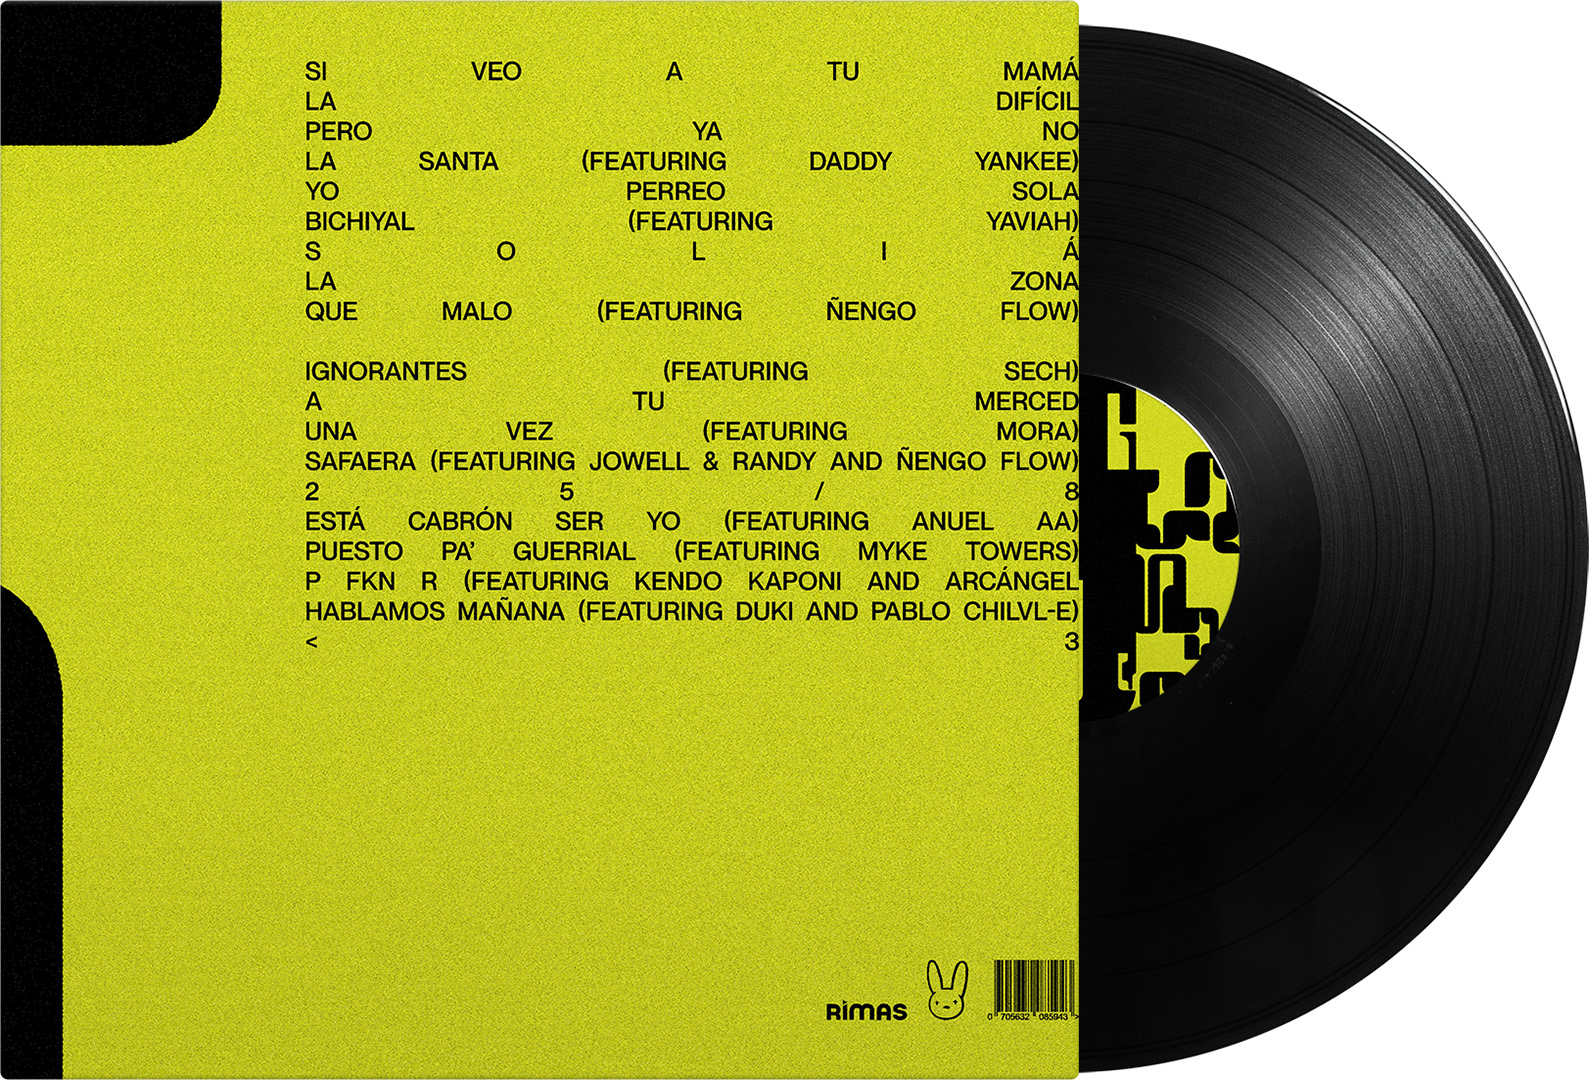 SI VEO A TU MAMÁ
LA DIFÍCIL
PERO YA NO
LA SANTA (FEATURING DADDY YANKEE)
YO PERREO SOLA
BICHIYAL (FEATURING YAVIAH)
S O L I Á
LA ZONA
QUE MALO (FEATURING ÑENGO FLOW)
IGNORANTES (FEATURING SECH)
A TU MERCED
UNA VEZ (FEATURING MORA)
SAFAERA (FEATURING JOWELL & RANDY AND ÑENGO FLOW)
2 5 / 8
ESTÁ CABRÓN SER YO (FEATURING ANUEL AA)
PUESTO PA' GUERRIAL (FEATURING MYKE TOWERS)
P FKN R (FEATURING KENDO KAPONI AND ARCÁNGEL
HABLAMOS MAÑANA (FEATURING DUKI AND PABLO CHILVL-E)
< 3
RIMAS
0 705632 085943 >